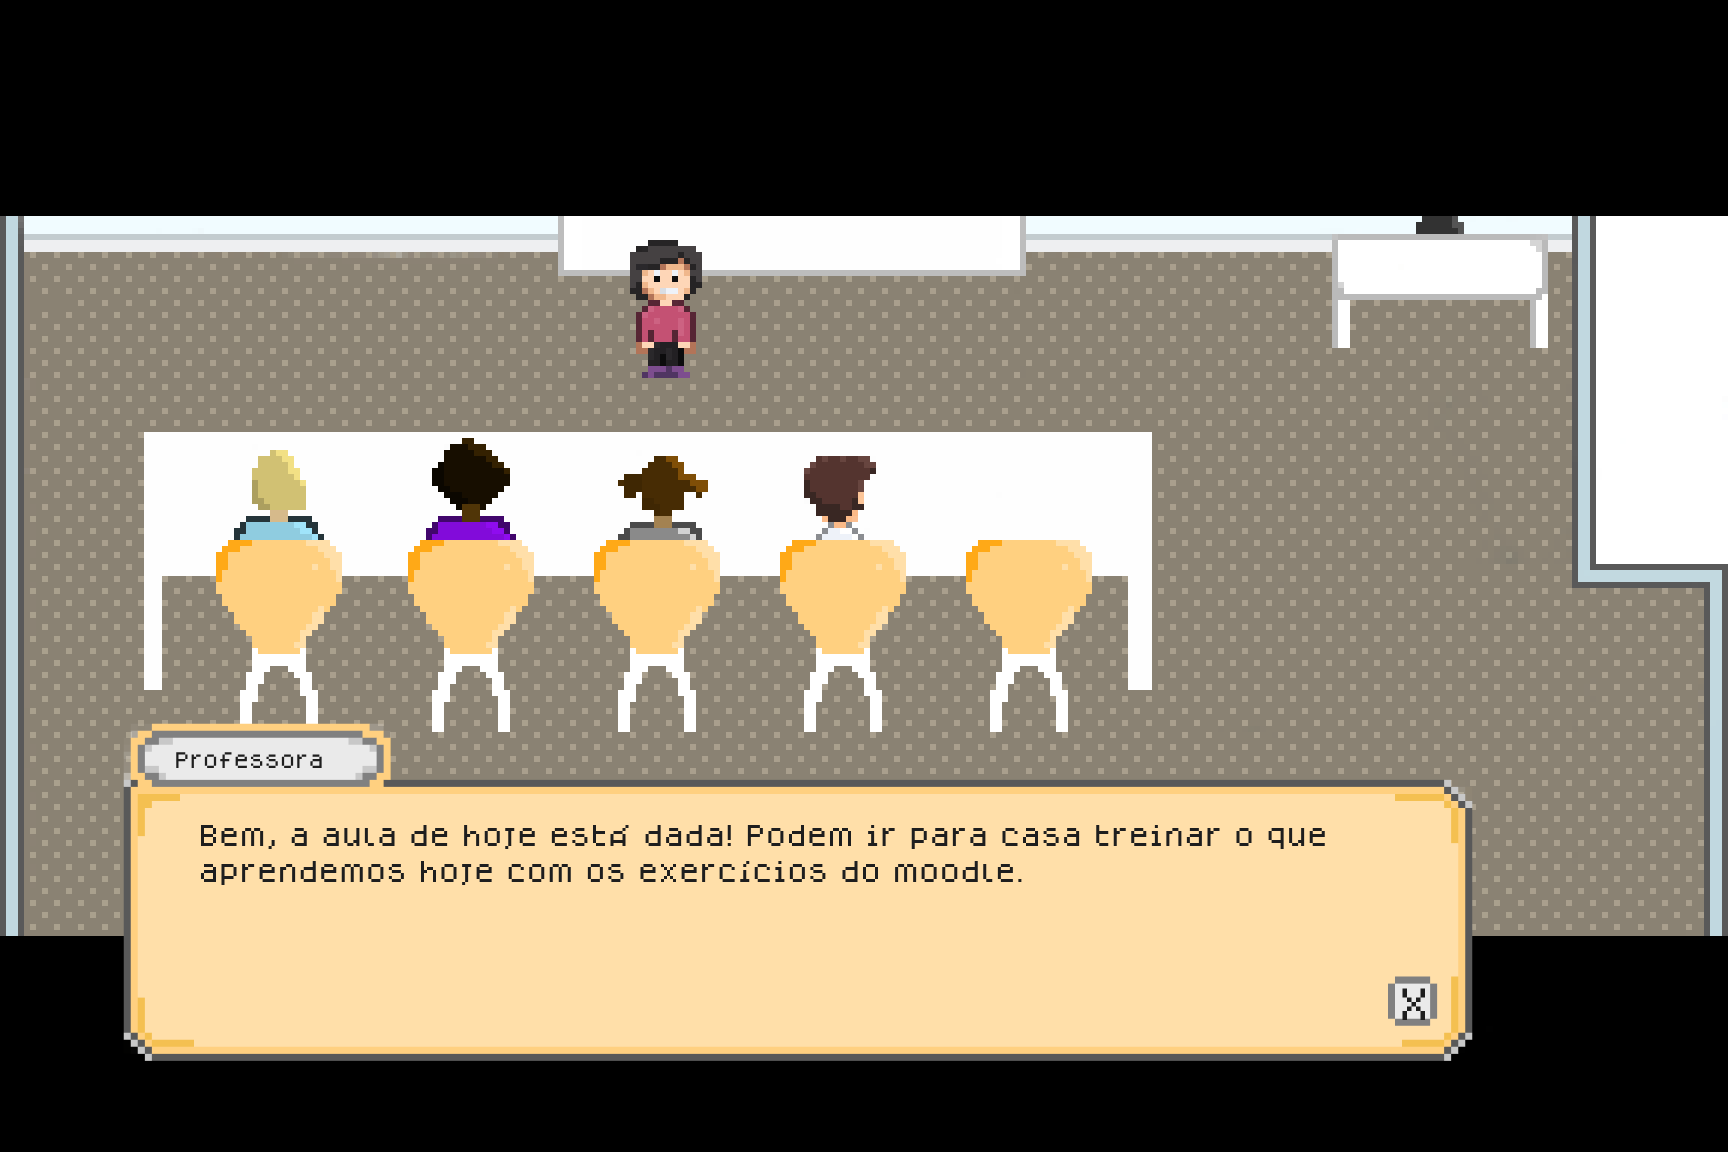 Professora
Bem, a aula de hoje está dada! Podem ir para casa treinar o que
aprendemos hoje com os exercícios do moodle.
X